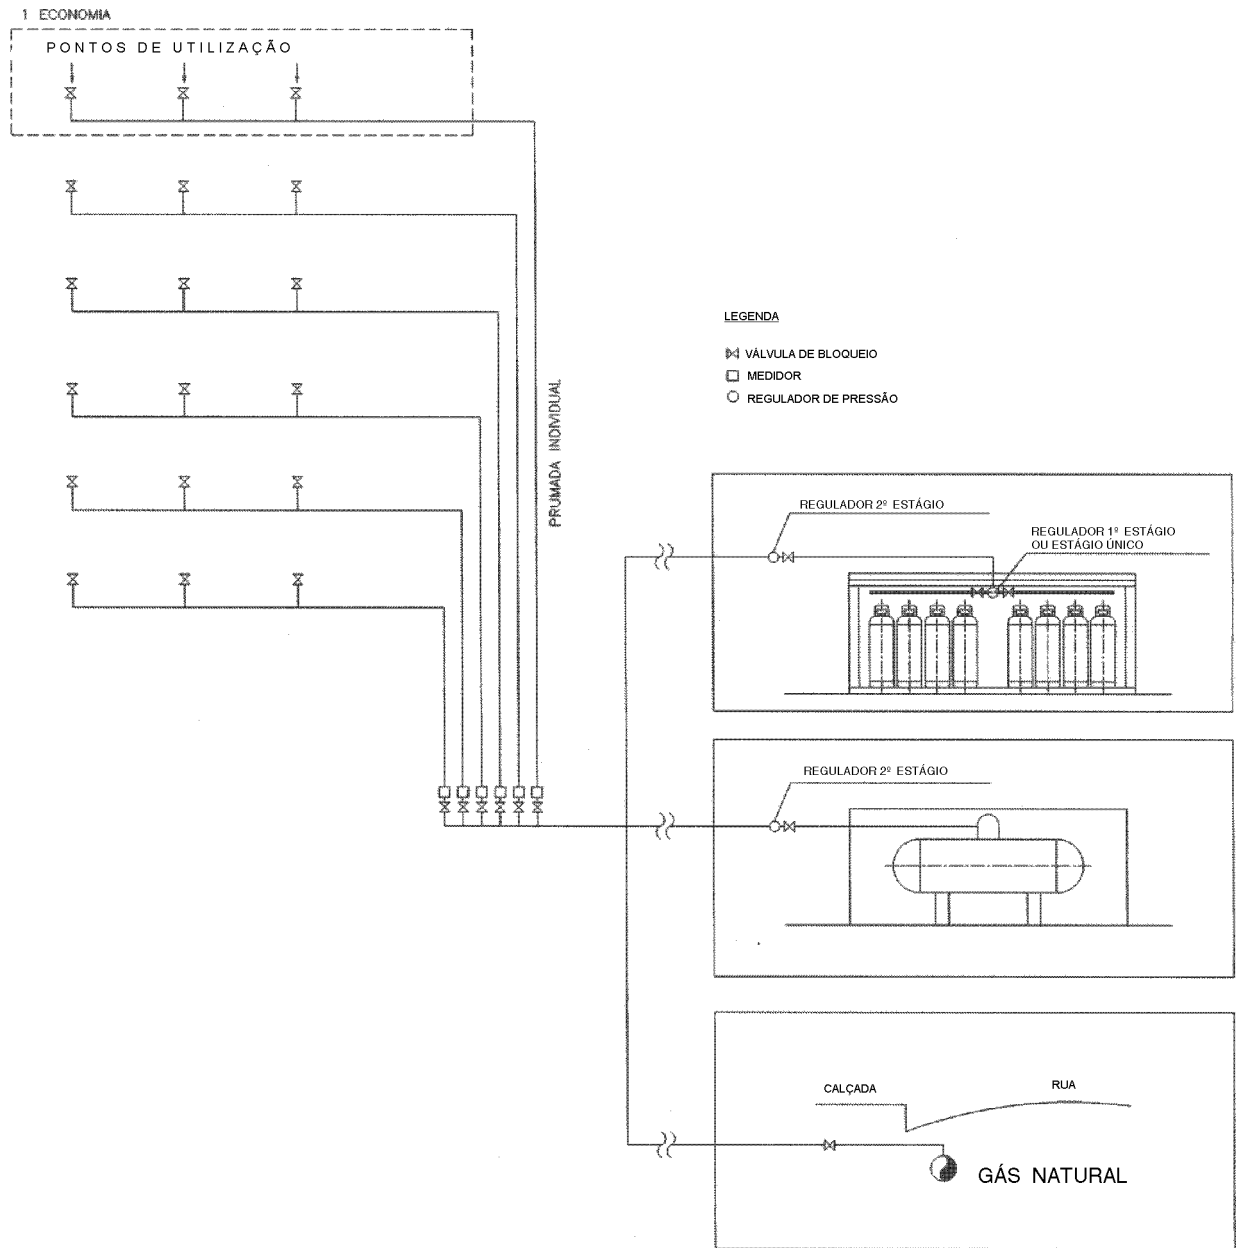 1 ECONOMIA
PONTOS DE UTILIZAÇÃO
PRUMADA INDIVIDUAL
LEGENDA
VÁLVULA DE BLOQUEIO
MEDIDOR
REGULADOR DE PRESSÃO
REGULADOR 2º ESTÁGIO
REGULADOR 1º ESTÁGIO
OU ESTÁGIO ÚNICO
REGULADOR 2º ESTÁGIO
CALÇADA
RUA
GÁS NATURAL